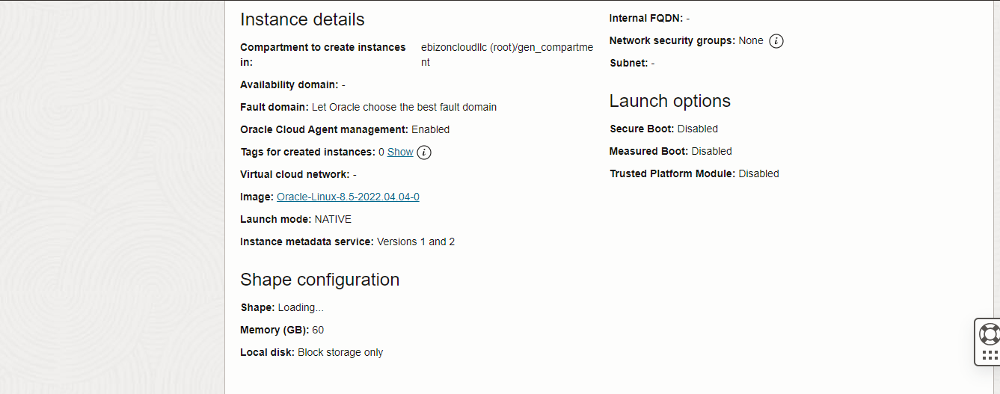 Instance details
Compartment to create instances in: ebizoncloudllc (root)/gen_compartment
Availability domain: -
Fault domain: Let Oracle choose the best fault domain
Oracle Cloud Agent management: Enabled
Tags for created instances: 0 Show
Virtual cloud network: -
Image: Oracle-Linux-8.5-2022.04.04-0
Launch mode: NATIVE
Instance metadata service: Versions 1 and 2
Shape configuration
Shape: Loading...
Memory (GB): 60
Local disk: Block storage only
Internal FQDN: -
Network security groups: None
Subnet: -
Launch options
Secure Boot: Disabled
Measured Boot: Disabled
Trusted Platform Module: Disabled